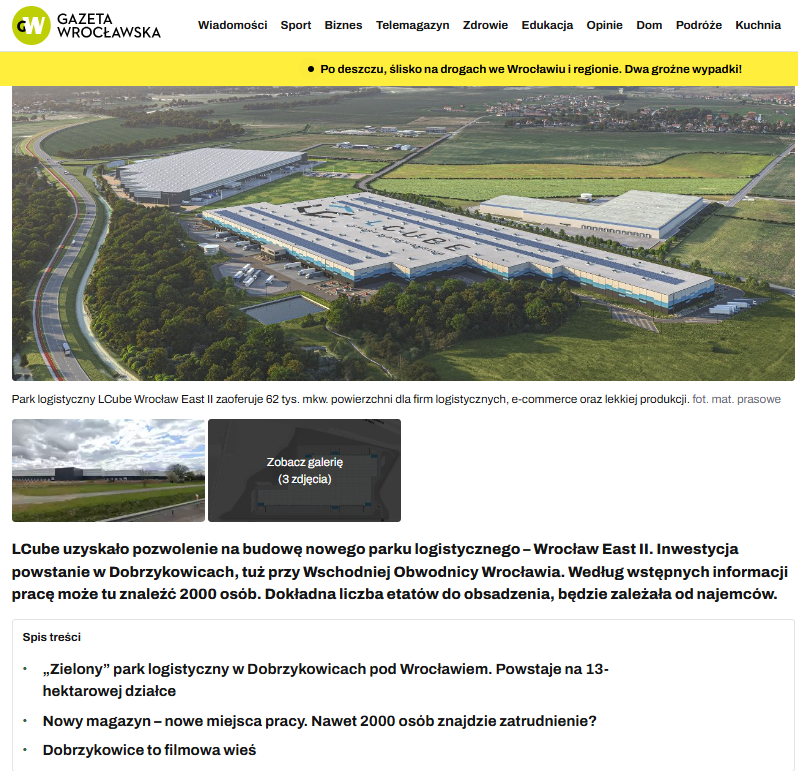 GW
GAZETA
WROCŁAWSKA
Wiadomości Sport Biznes Telemagazyn Zdrowie Edukacja Opinie Dom Podróże Kuchnia
• Po deszczu, ślisko na drogach we Wrocławiu i regionie. Dwa groźne wypadki!
LCUBE
Park logistyczny LCube Wrocław East II zaoferuje 62 tys. mkw. powierzchni dla firm logistycznych, e-commerce oraz lekkiej produkcji. fot. mat. prasowe
Zobacz galerię
(3 zdjęcia)
LCube uzyskało pozwolenie na budowę nowego parku logistycznego – Wrocław East II. Inwestycja
powstanie w Dobrzykowicach, tuż przy Wschodniej Obwodnicy Wrocławia. Według wstępnych informacji
pracę może tu znaleźć 2000 osób. Dokładna liczba etatów do obsadzenia, będzie zależała od najemców.
Spis treści
• „Zielony” park logistyczny w Dobrzykowicach pod Wrocławiem. Powstaje na 13-
hektarowej działce
• Nowy magazyn – nowe miejsca pracy. Nawet 2000 osób znajdzie zatrudnienie?
• Dobrzykowice to filmowa wieś